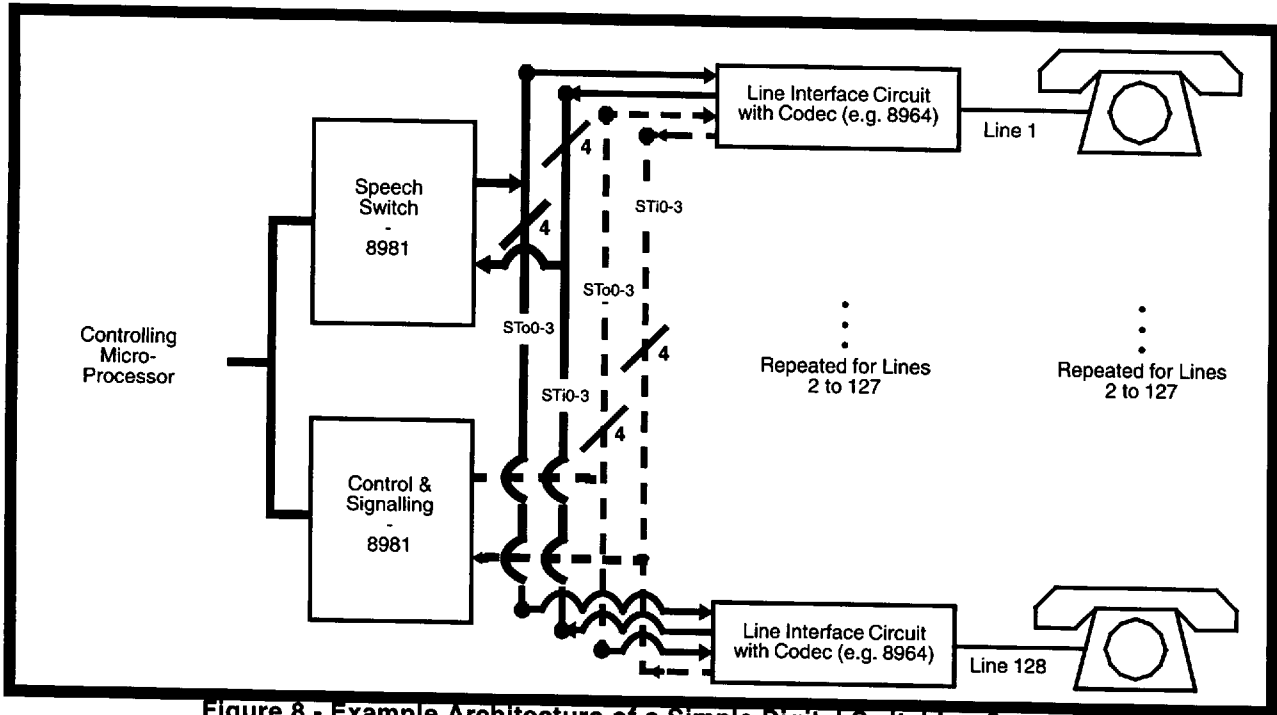 Line Interface Circuit
with Codec (e.g. 8964)
Line 1
4
Speech
Switch
-
8981
4
STi0-3
STo0-3
STo0-3
Controlling
Micro-
Processor
4
Repeated for Lines
2 to 127
Repeated for Lines
2 to 127
STi0-3
4
Control &
Signalling
-
8981
Line Interface Circuit
with Codec (e.g. 8964)
Line 128
Figure 8 - Example Architecture of a Simple Digital